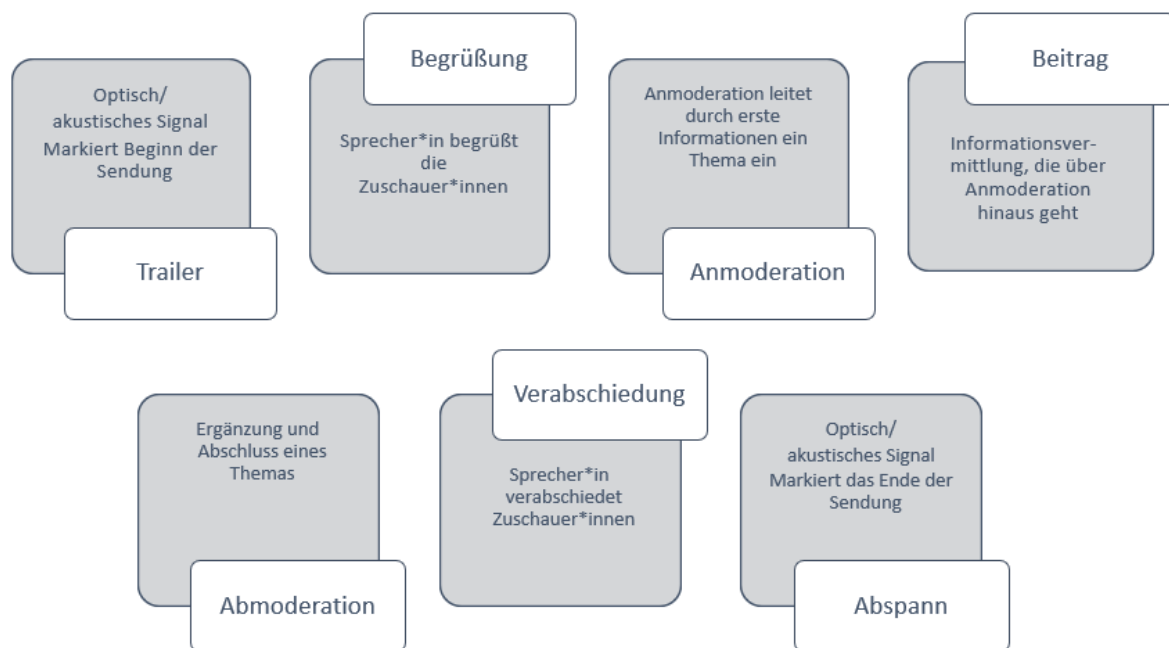 Optisch/
akustisches Signal
Markiert Beginn der
Sendung
Trailer
Begrüßung
Sprecher*in begrüßt
die
Zuschauer*innen
Anmoderation leitet
durch erste
Informationen ein
Thema ein
Anmoderation
Beitrag
Informationsver-
mittlung, die über
Anmoderation
hinaus geht
Ergänzung und
Abschluss eines
Themas
Abmoderation
Verabschiedung
Sprecher*in
verabschiedet
Zuschauer*innen
Optisch/
akustisches Signal
Markiert das Ende der
Sendung
Abspann